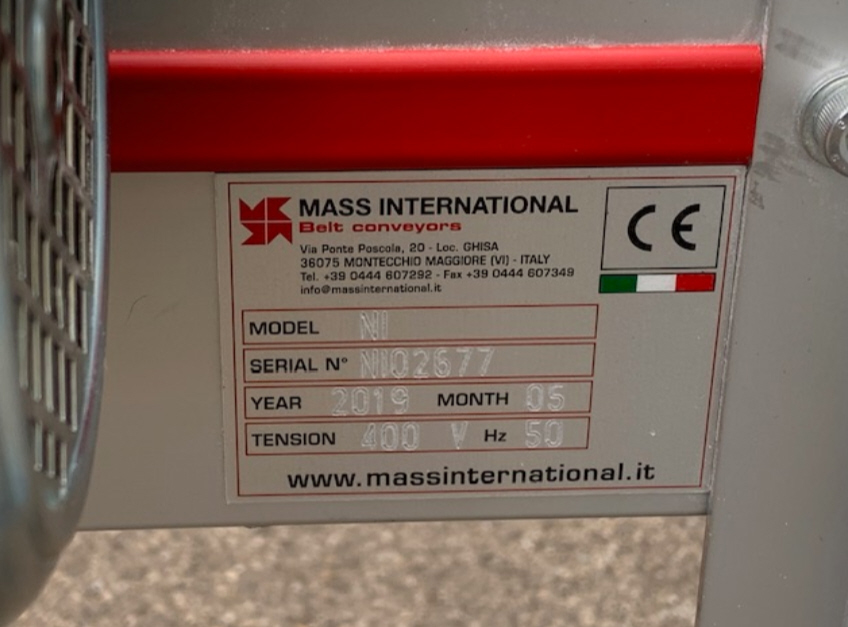 MASS INTERNATIONAL
Belt conveyors
Via Ponte Poscola, 20 - Loc. GHISA
36075 MONTECCHIO MAGGIORE (VI) - ITALY
Tel. +39 0444 607292 - Fax +39 0444 607349
info@massinternational.it
CE
MODEL NI
SERIAL N° NI02677
YEAR 2019 MONTH 05
TENSION 400 V Hz 50
www.massinternational.it